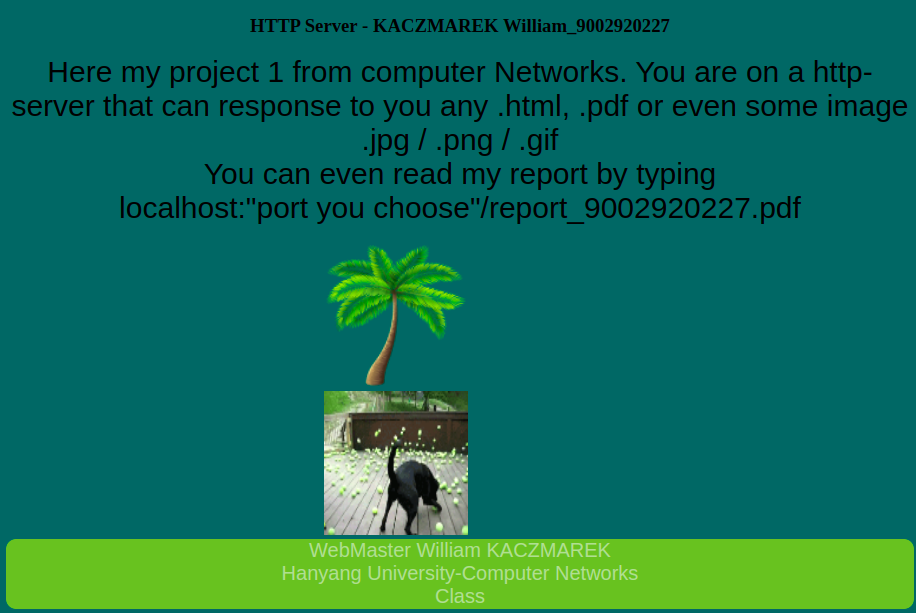 HTTP Server - KACZMAREK William_9002920227
Here my project 1 from computer Networks. You are on a http-
server that can response to you any .html, .pdf or even some image
.jpg / .png / .gif
You can even read my report by typing
localhost:"port you choose"/report_9002920227.pdf
WebMaster William KACZMAREK
Hanyang University-Computer Networks
Class